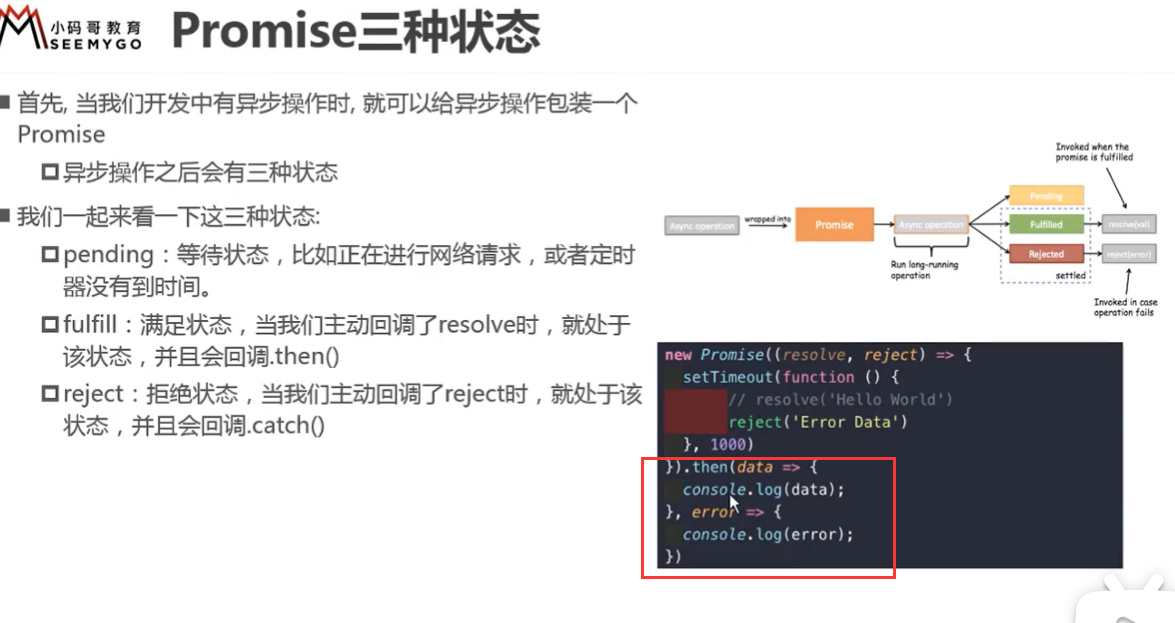 小码哥教育
SEEMYGO
Promise三种状态
首先, 当我们开发中有异步操作时, 就可以给异步操作包装一个
Promise
异步操作之后会有三种状态
我们一起来看一下这三种状态:
pending：等待状态，比如正在进行网络请求，或者定时
器没有到时间。
fulfill：满足状态，当我们主动回调了resolve时，就处于
该状态，并且会回调.then()
reject：拒绝状态，当我们主动回调了reject时，就处于该
状态，并且会回调.catch()
Invoked when the
promise is fulfilled
Async operation
wrapped into
Promise
Async operation
Run long-running
operation
Pending
Fulfilled
Rejected
settled
resolve(val)
reject(error)
Invoked in case
operation fails
new Promise((resolve, reject) => {
setTimeout(function () {
// resolve('Hello World')
reject('Error Data')
}, 1000)
}).then(data => {
console.log(data);
}, error => {
console.log(error);
})